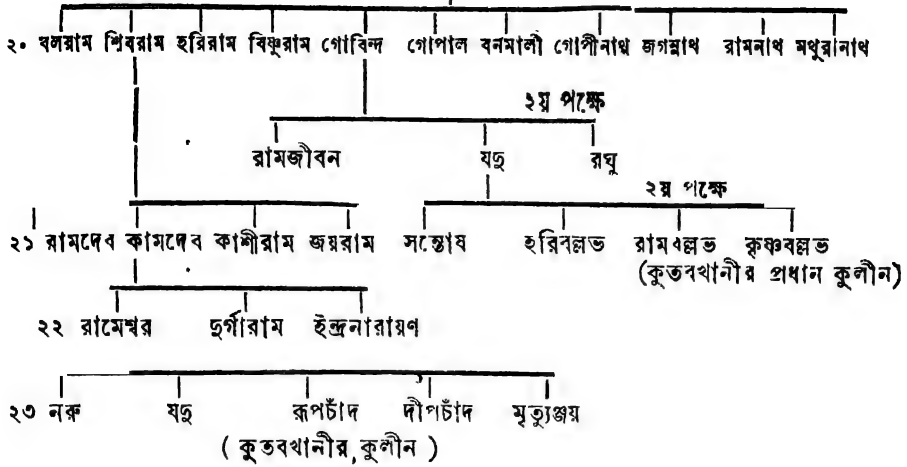 ২০ বলরাম শিবরাম হরিরাম বিষ্ণুরাম গোবিন্দ গোপাল বনমালী গোপীনাথ জগন্নাথ রামনাথ মথুরানাথ
২য় পক্ষে
রামজীবন যদু রঘু
২য় পক্ষে
২১ রামদেব কামদেব কাশীরাম জয়রাম সন্তোষ হরিবল্লভ রামবল্লভ কৃষ্ণবল্লভ
(কুতবখানীর প্রধান কুলীন)
২২ রামেশ্বর দুর্গারাম ইন্দ্রনারায়ণ
২৩ নরু যদু রূপচাঁদ দীপচাঁদ মৃত্যুঞ্জয়
( কুতবখানীর কুলীন )